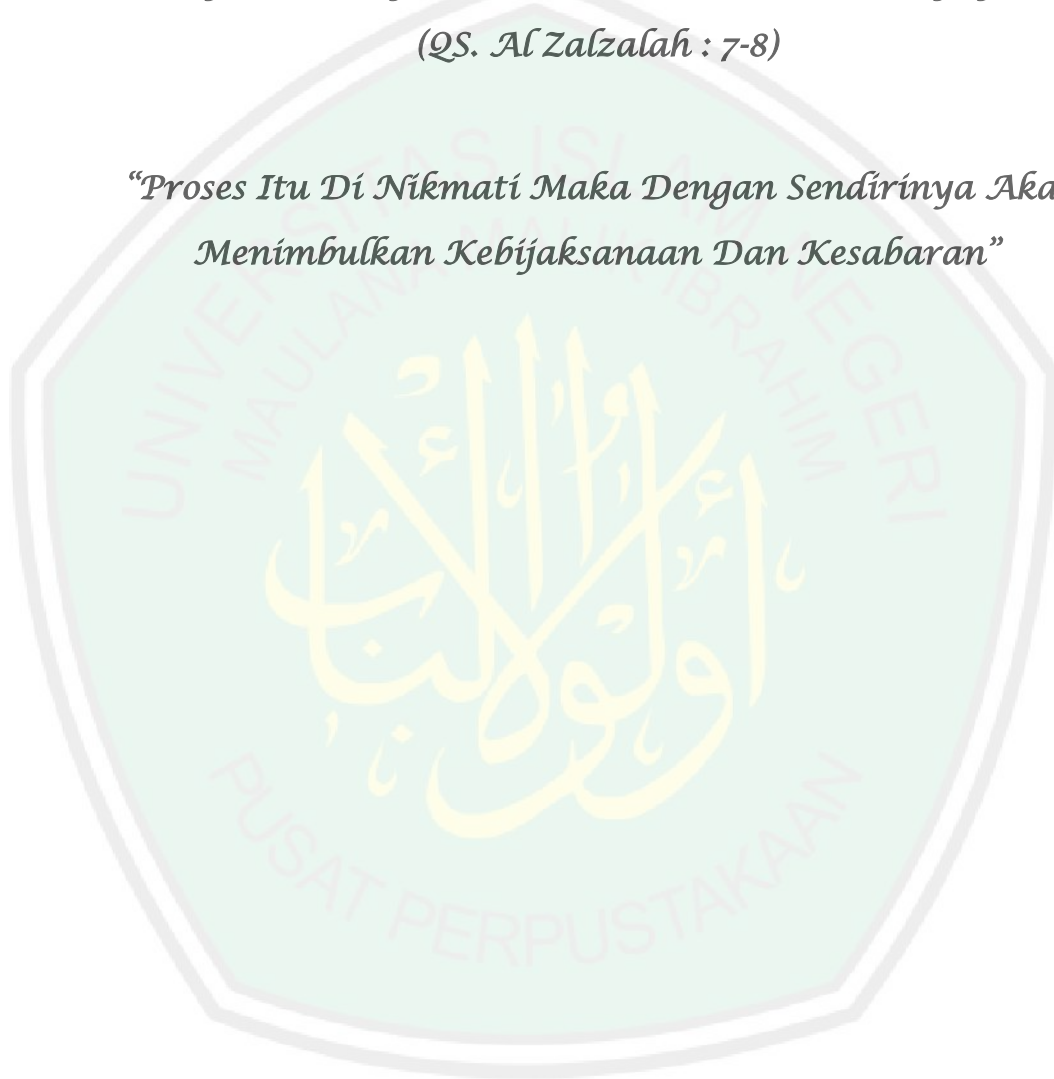 (QS. Al Zalzalah : 7-8)
“Proses Itu Di Nikmati Maka Dengan Sendirinya Aka
Menimbulkan Kebijaksanaan Dan Kesabaran”
UNIVERSITAS ISLAM NEGERI
MAULANA MALIK IBRAHIM
أولو الألباب
PUSAT PERPUSTAKAAN